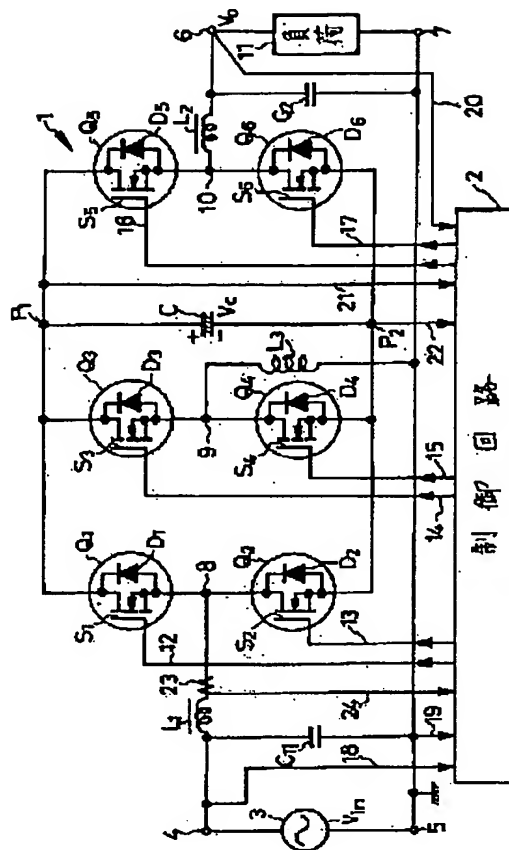 1
P1
Q1
Q3
Q5
D1
D3
D5
S1
S3
S5
C
+
−
Vc
12
16
6
Vo
L1
23
8
9
10
L2
4
3
Vin
C11
18
19
24
5
Q2
D2
S2
13
Q4
D4
S4
14
15
L3
P2
21
22
Q6
D6
S6
17
C2
11
負荷
7
20
2
制御回路